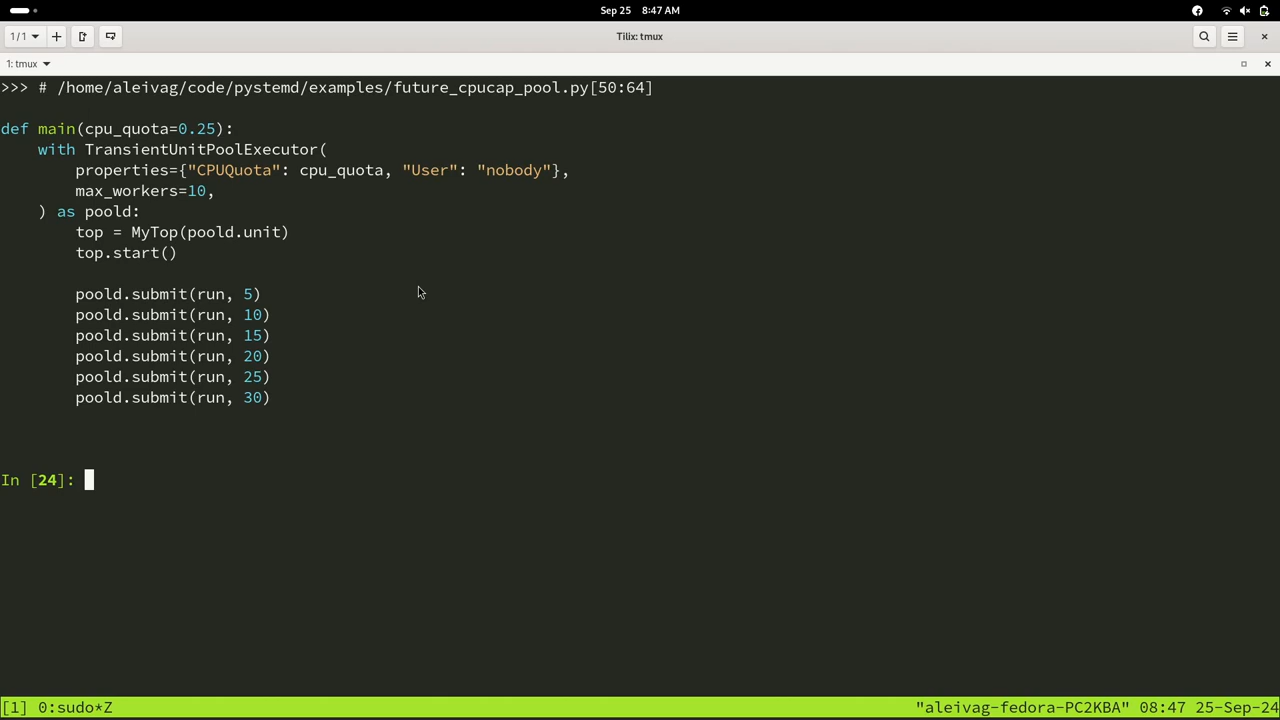 Sep 25 8:47 AM
1/1
Tilix: tmux
1: tmux
>>> # /home/aleivag/code/pystemd/examples/future_cpucap_pool.py[50:64]
def main(cpu_quota=0.25):
    with TransientUnitPoolExecutor(
        properties={"CPUQuota": cpu_quota, "User": "nobody"},
        max_workers=10,
    ) as poold:
        top = MyTop(poold.unit)
        top.start()
        poold.submit(run, 5)
        poold.submit(run, 10)
        poold.submit(run, 15)
        poold.submit(run, 20)
        poold.submit(run, 25)
        poold.submit(run, 30)
In [24]:
[1] 0:sudo*Z "aleivag-fedora-PC2KBA" 08:47 25-Sep-24